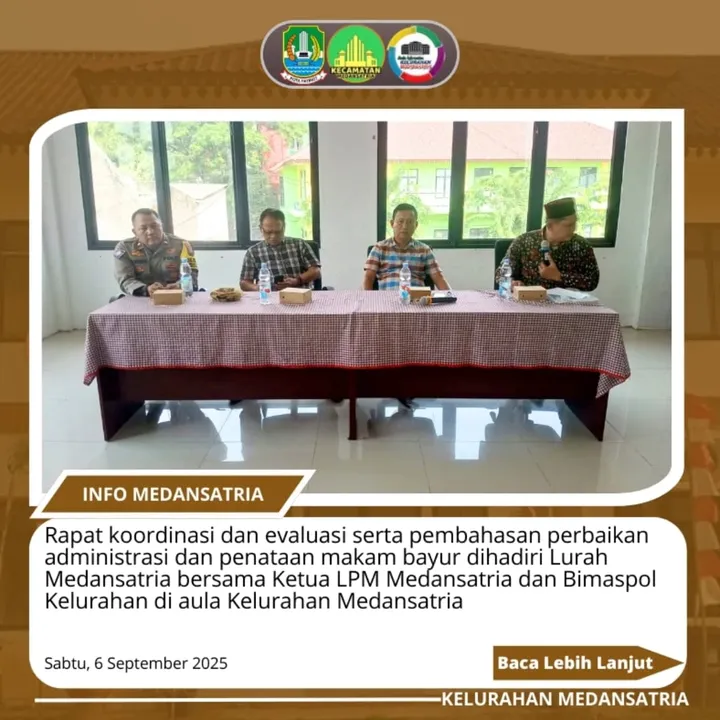 KECAMATAN
MEDANSATRIA
KELURAHAN
INFO MEDANSATRIA
Rapat koordinasi dan evaluasi serta pembahasan perbaikan
administrasi dan penataan makam bayur dihadiri Lurah
Medansatria bersama Ketua LPM Medansatria dan Bimaspol
Kelurahan di aula Kelurahan Medansatria
Sabtu, 6 September 2025
Baca Lebih Lanjut
KELURAHAN MEDANSATRIA